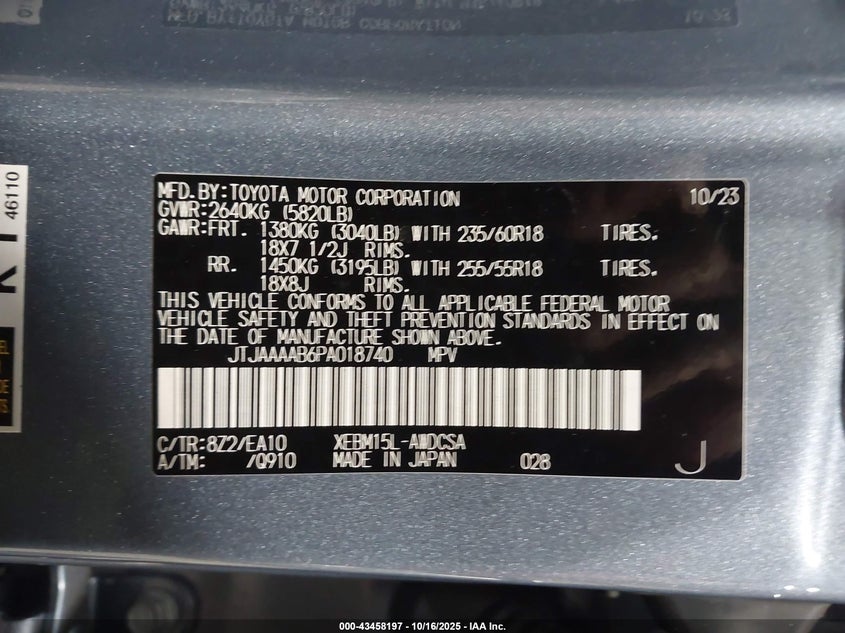 MFD.BY:TOYOTA MOTOR CORPORATION 10/23
GVWR:2640KG (5820LB)
GAWR:FRT. 1380KG (3040LB) WITH 235/60R18 TIRES.
18X7 1/2J RIMS.
RR. 1450KG (3195LB) WITH 255/55R18 TIRES.
18X8J RIMS.
THIS VEHICLE CONFORMS TO ALL APPLICABLE FEDERAL MOTOR
VEHICLE SAFETY AND THEFT PREVENTION STANDARDS IN EFFECT ON
THE DATE OF MANUFACTURE SHOWN ABOVE.
JTJAAAAB6PA018740 MPV
C/TR:8Z2/EA10 XEBM15L-AWDCSA
A/TM: /Q910 MADE IN JAPAN 028 J
46110
000-43458197 - 10/16/2025 - IAA Inc.